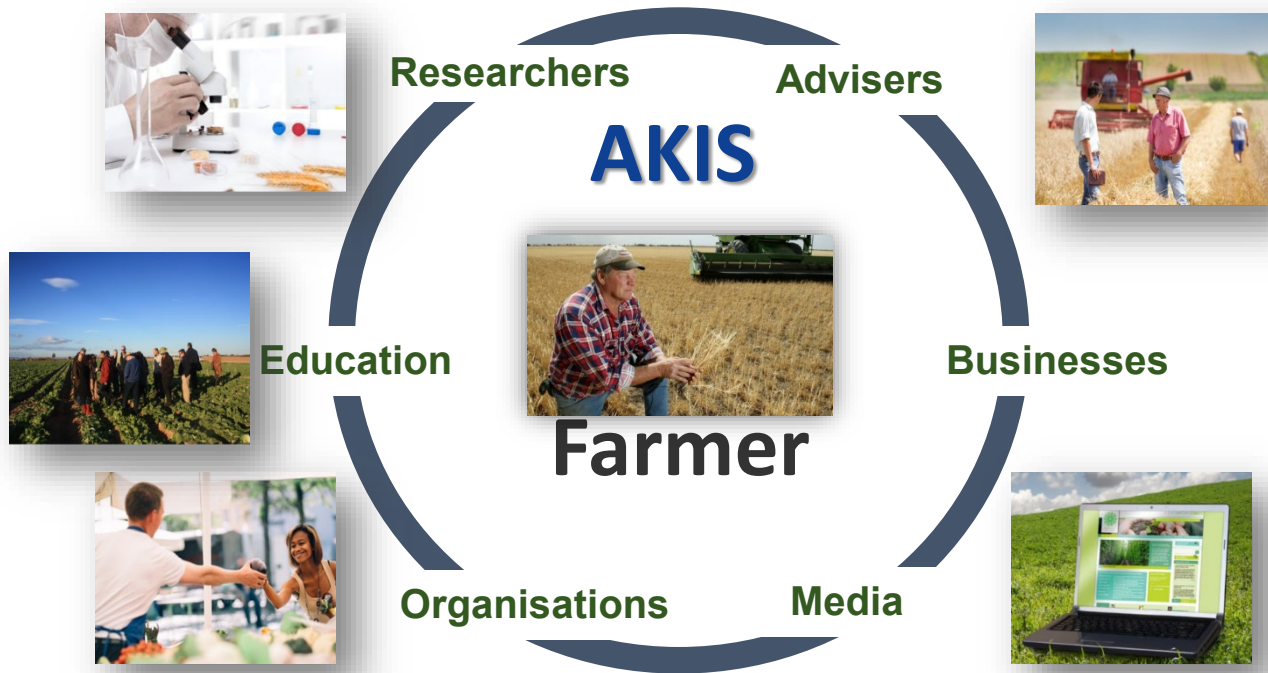 Researchers
Advisers
AKIS
Education
Businesses
Farmer
Organisations
Media